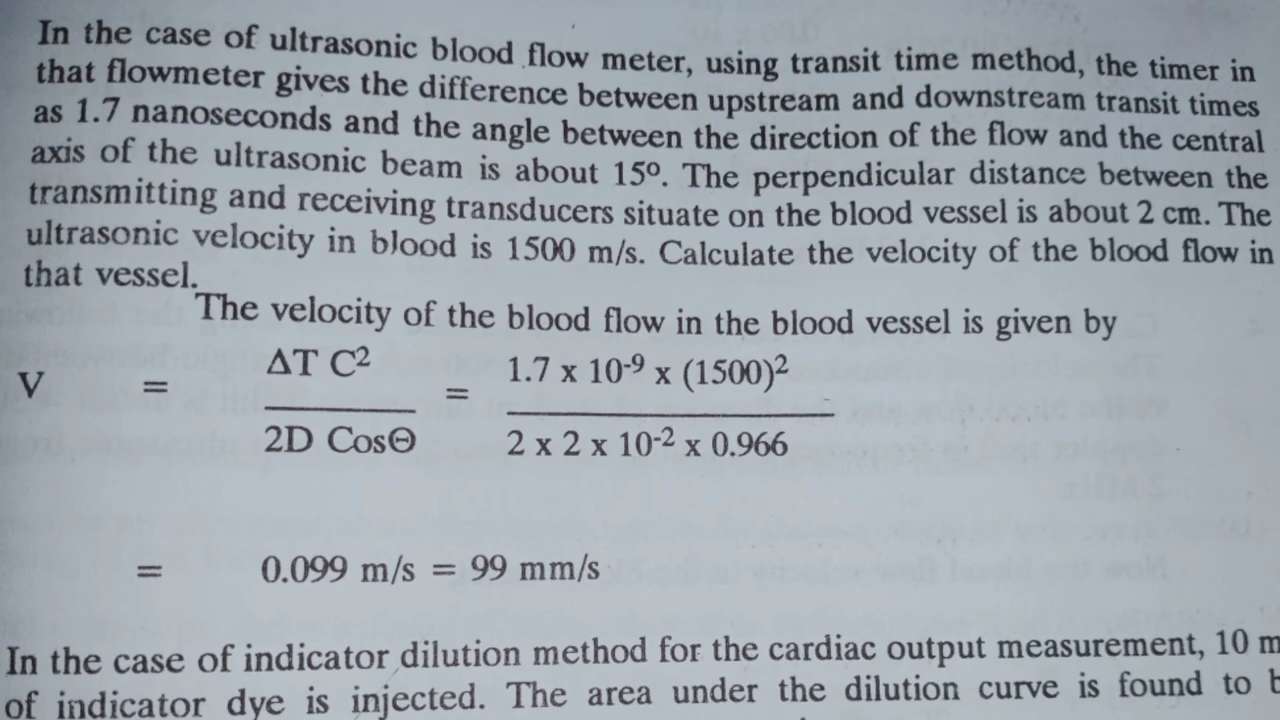 In the case of ultrasonic blood flow meter, using transit time method, the timer in
that flowmeter gives the difference between upstream and downstream transit times
as 1.7 nanoseconds and the angle between the direction of the flow and the central
axis of the ultrasonic beam is about 15º. The perpendicular distance between the
transmitting and receiving transducers situate on the blood vessel is about 2 cm. The
ultrasonic velocity in blood is 1500 m/s. Calculate the velocity of the blood flow in
that vessel.
The velocity of the blood flow in the blood vessel is given by
V = ΔT C² / 2D CosΘ = 1.7 x 10⁻⁹ x (1500)² / 2 x 2 x 10⁻² x 0.966
= 0.099 m/s = 99 mm/s
In the case of indicator dilution method for the cardiac output measurement, 10 m
of indicator dye is injected. The area under the dilution curve is found to b